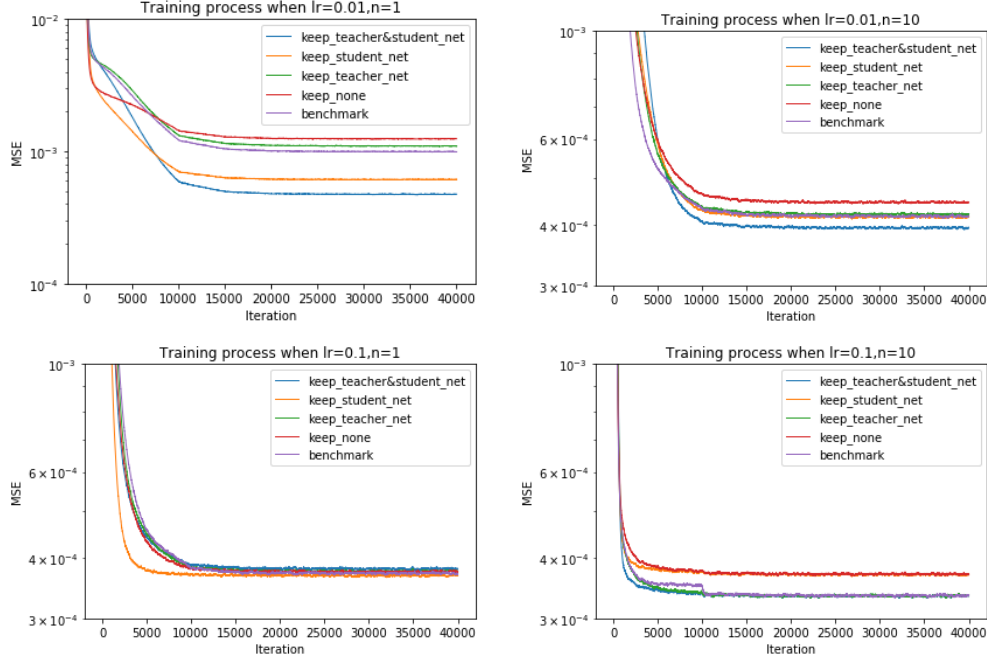 Training process when lr=0.01,n=1
10⁻²
10⁻³
10⁻⁴
MSE
keep_teacher&student_net
keep_student_net
keep_teacher_net
keep_none
benchmark
0 5000 10000 15000 20000 25000 30000 35000 40000
Iteration
Training process when lr=0.01,n=10
10⁻³
6 × 10⁻⁴
4 × 10⁻⁴
3 × 10⁻⁴
MSE
keep_teacher&student_net
keep_student_net
keep_teacher_net
keep_none
benchmark
0 5000 10000 15000 20000 25000 30000 35000 40000
Iteration
Training process when lr=0.1,n=1
10⁻³
6 × 10⁻⁴
4 × 10⁻⁴
3 × 10⁻⁴
MSE
keep_teacher&student_net
keep_student_net
keep_teacher_net
keep_none
benchmark
0 5000 10000 15000 20000 25000 30000 35000 40000
Iteration
Training process when lr=0.1,n=10
10⁻³
6 × 10⁻⁴
4 × 10⁻⁴
3 × 10⁻⁴
MSE
keep_teacher&student_net
keep_student_net
keep_teacher_net
keep_none
benchmark
0 5000 10000 15000 20000 25000 30000 35000 40000
Iteration